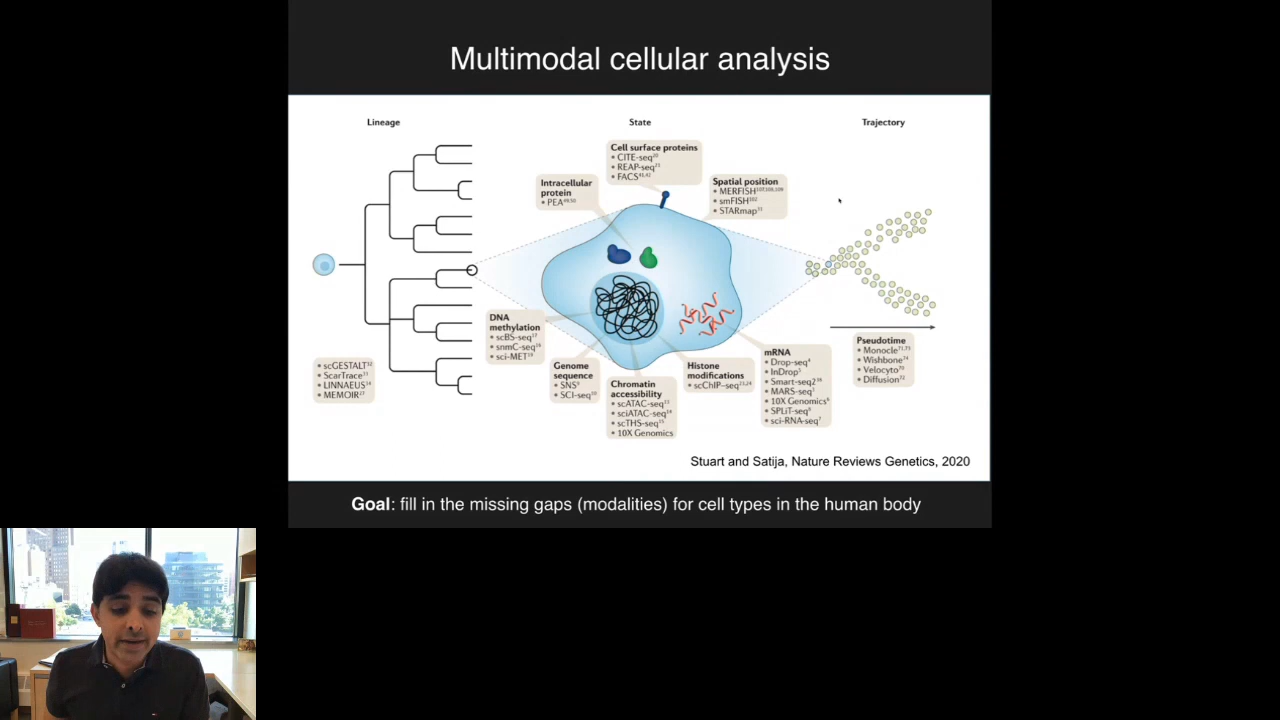 Multimodal cellular analysis
Lineage
State
Trajectory
Cell surface proteins
• CITE-seq
• REAP-seq
• FACS
Intracellular
protein
• PEA
Spatial position
• MERFISH
• smFISH
• STARmap
DNA
methylation
• scBS-seq
• snmC-seq
• sci-MET
Genome
sequence
• SNS
• SCI-seq
Chromatin
accessibility
• scATAC-seq
• sciATAC-seq
• scTHS-seq
• 10X Genomics
Histone
modifications
• scChIP-seq
mRNA
• Drop-seq
• InDrop
• Smart-seq2
• MARS-seq
• 10X Genomics
• SPLiT-seq
• sci-RNA-seq
Pseudotime
• Monocle
• Wishbone
• Velocyto
• Diffusion
• scGESTALT
• ScarTrace
• LINNAEUS
• MEMOIR
Stuart and Satija, Nature Reviews Genetics, 2020
Goal: fill in the missing gaps (modalities) for cell types in the human body